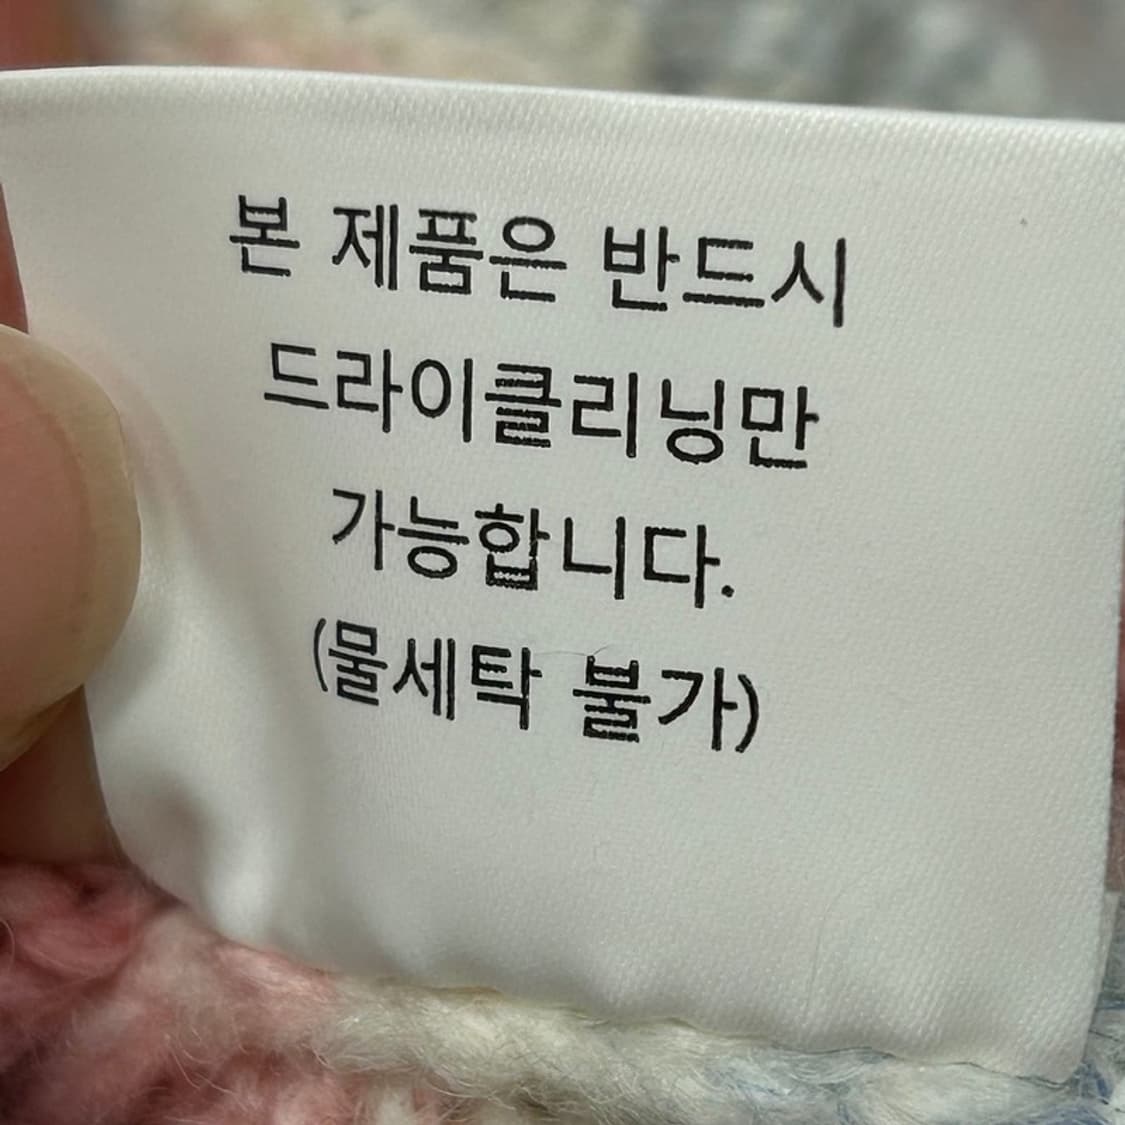 본 제품은 반드시
드라이클리닝만
가능합니다.
(물세탁 불가)